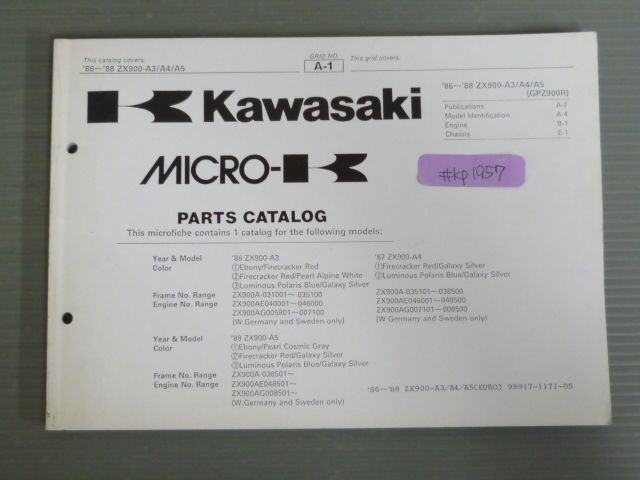 This catalog covers:
'86~'88 ZX900-A3/A4/A5
GRID NO.
A-1
This grid covers:
'86~'88 ZX900-A3/A4/A5
[GPZ900R]
Publications A-2
Model Identification A-4
Engine B-1
Chassis E-1
Kawasaki
MICRO-K
#kp1957
PARTS CATALOG
This microfiche contains 1 catalog for the following models:
Year & Model '86 ZX900-A3
Color ①Ebony/Firecracker Red
②Firecracker Red/Pearl Alpine White
③Luminous Polaris Blue/Galaxy Silver
Frame No. Range ZX900A-031001~ 035100
Engine No. Range ZX900AE040001~046000
ZX900AG005801~007100
(W.Germany and Sweden only)
'87 ZX900-A4
①Firecracker Red/Galaxy Silver
②Luminous Polaris Blue/Galaxy Silver
ZX900A-035101~038500
ZX900AE046001~048500
ZX900AG007101~008500
(W.Germany and Sweden only)
Year & Model '88 ZX900-A5
Color ①Ebony/Pearl Cosmic Gray
②Firecracker Red/Galaxy Silver
③Luminous Polaris Blue/Galaxy Silver
Frame No. Range ZX900A-038501~
Engine No. Range ZX900AE048501~
ZX900AG008501~
(W.Germany and Sweden only)
'86~'88 ZX900-A3/A4/A5(EURO) 99917-1171-05